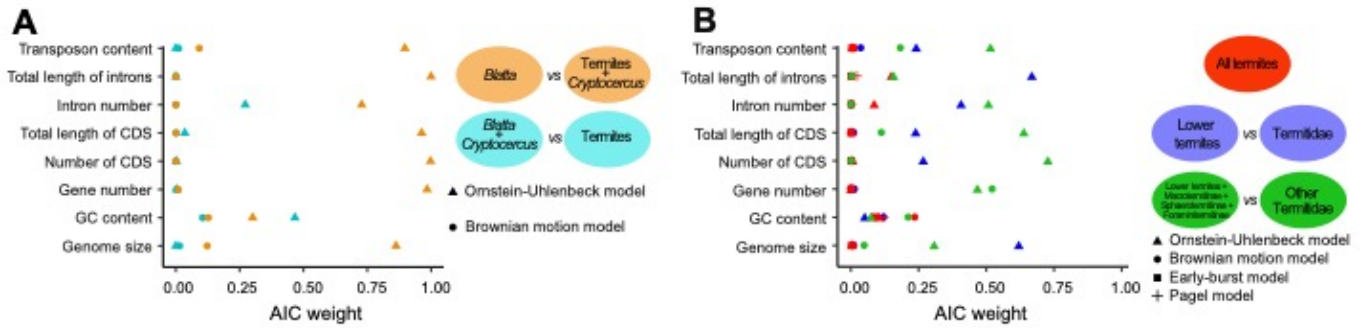 A
Transposon content
Total length of introns
Intron number
Total length of CDS
Number of CDS
Gene number
GC content
Genome size
0.00 0.25 0.50 0.75 1.00
AIC weight
Blatta vs Termites
+
Cryptocercus
Blatta
+
Cryptocercus vs Termites
Ornstein-Uhlenbeck model
Brownian motion model
B
Transposon content
Total length of introns
Intron number
Total length of CDS
Number of CDS
Gene number
GC content
Genome size
0.00 0.25 0.50 0.75 1.00
AIC weight
All termites
Lower
termites vs Termitidae
Lower termites +
Macrotermitinae +
Sphaerotermitinae +
Foraminitermitinae vs Other
Termitidae
Ornstein-Uhlenbeck model
Brownian motion model
Early-burst model
Pagel model